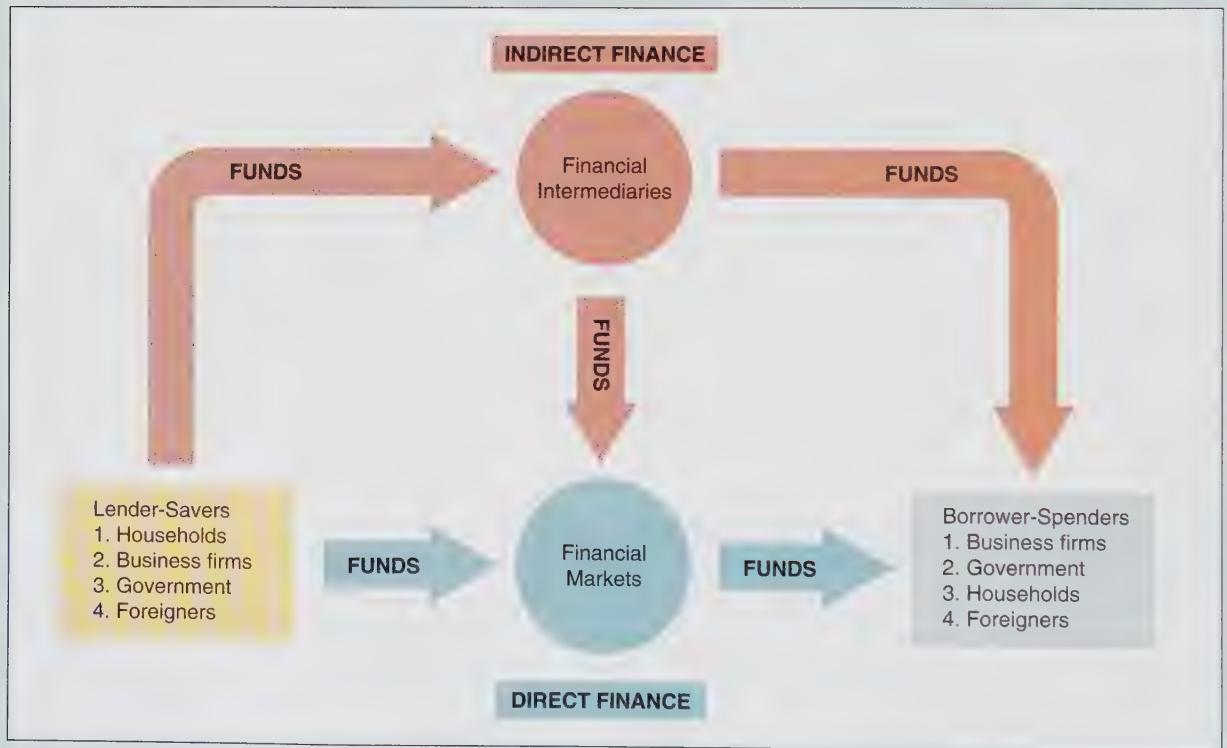 INDIRECT FINANCE
FUNDS
Financial
Intermediaries
FUNDS
FUNDS
Lender-Savers
1. Households
2. Business firms
3. Government
4. Foreigners
FUNDS
Financial
Markets
FUNDS
Borrower-Spenders
1. Business firms
2. Government
3. Households
4. Foreigners
DIRECT FINANCE